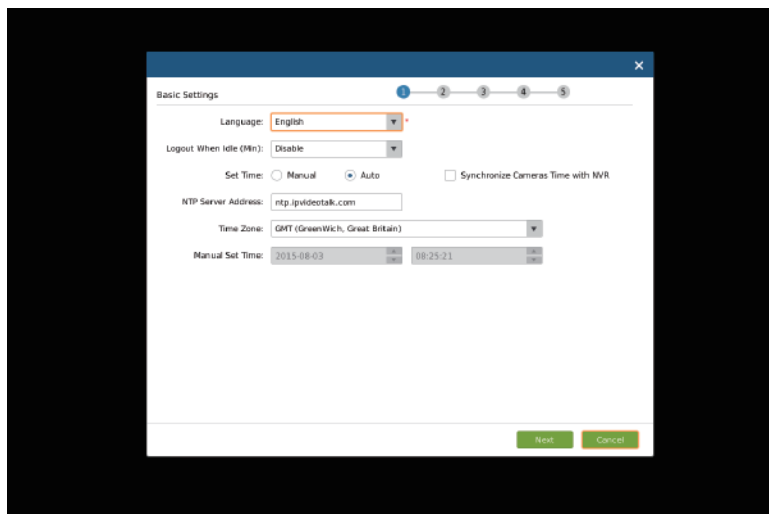 Basic Settings 1 2 3 4 5
Language: English *
Logout When Idle (Min): Disable
Set Time: Manual Auto Synchronize Cameras Time with NVR
NTP Server Address: ntp.ipvideotalk.com
Time Zone: GMT (GreenWich, Great Britain)
Manual Set Time: 2015-08-03 08:25:21
Next Cancel